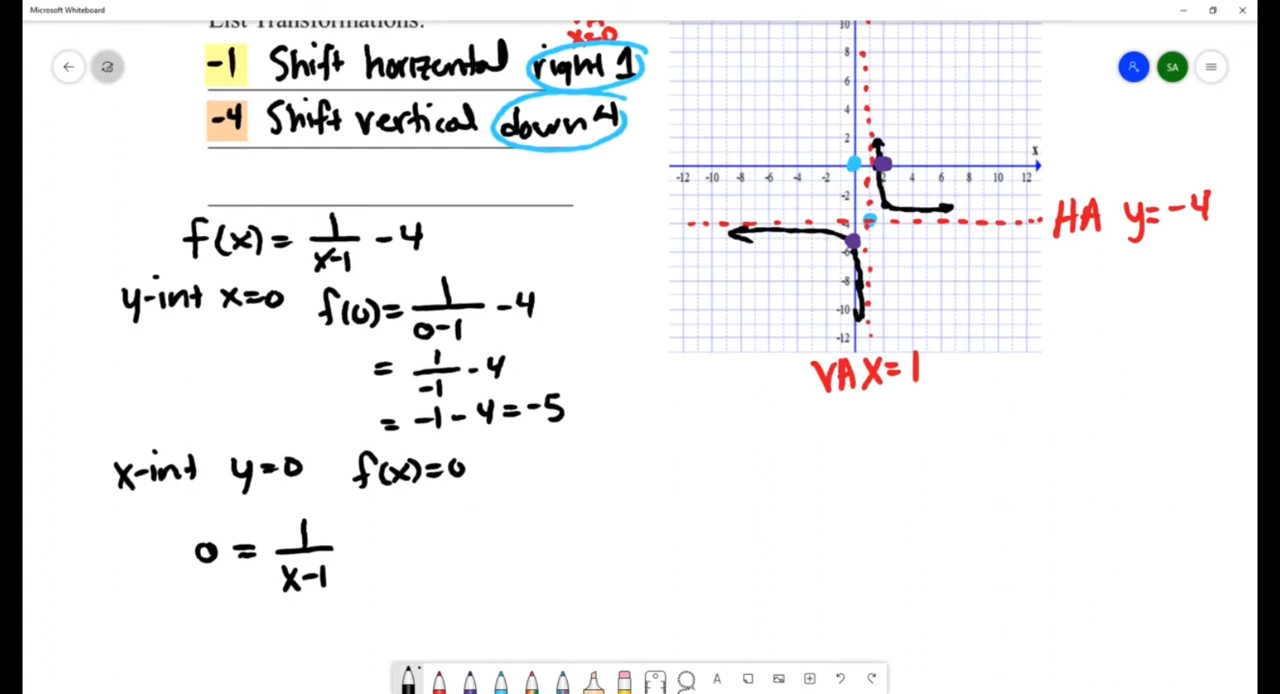 Microsoft Whiteboard
List Transformations:
x=0
-1 Shift horizontal right 1
-4 Shift vertical down 4
f(x) = 1/(x-1) - 4
y-int x=0 f(0) = 1/(0-1) - 4
= 1/-1 - 4
= -1 - 4 = -5
x-int y=0 f(x)=0
0 = 1/(x-1)
10
8
6
4
2
x
-12 -10 -8 -6 -4 -2 2 4 6 8 10 12
-2
-6
-8
-10
-12
HA y=-4
VA x=1
SA
A